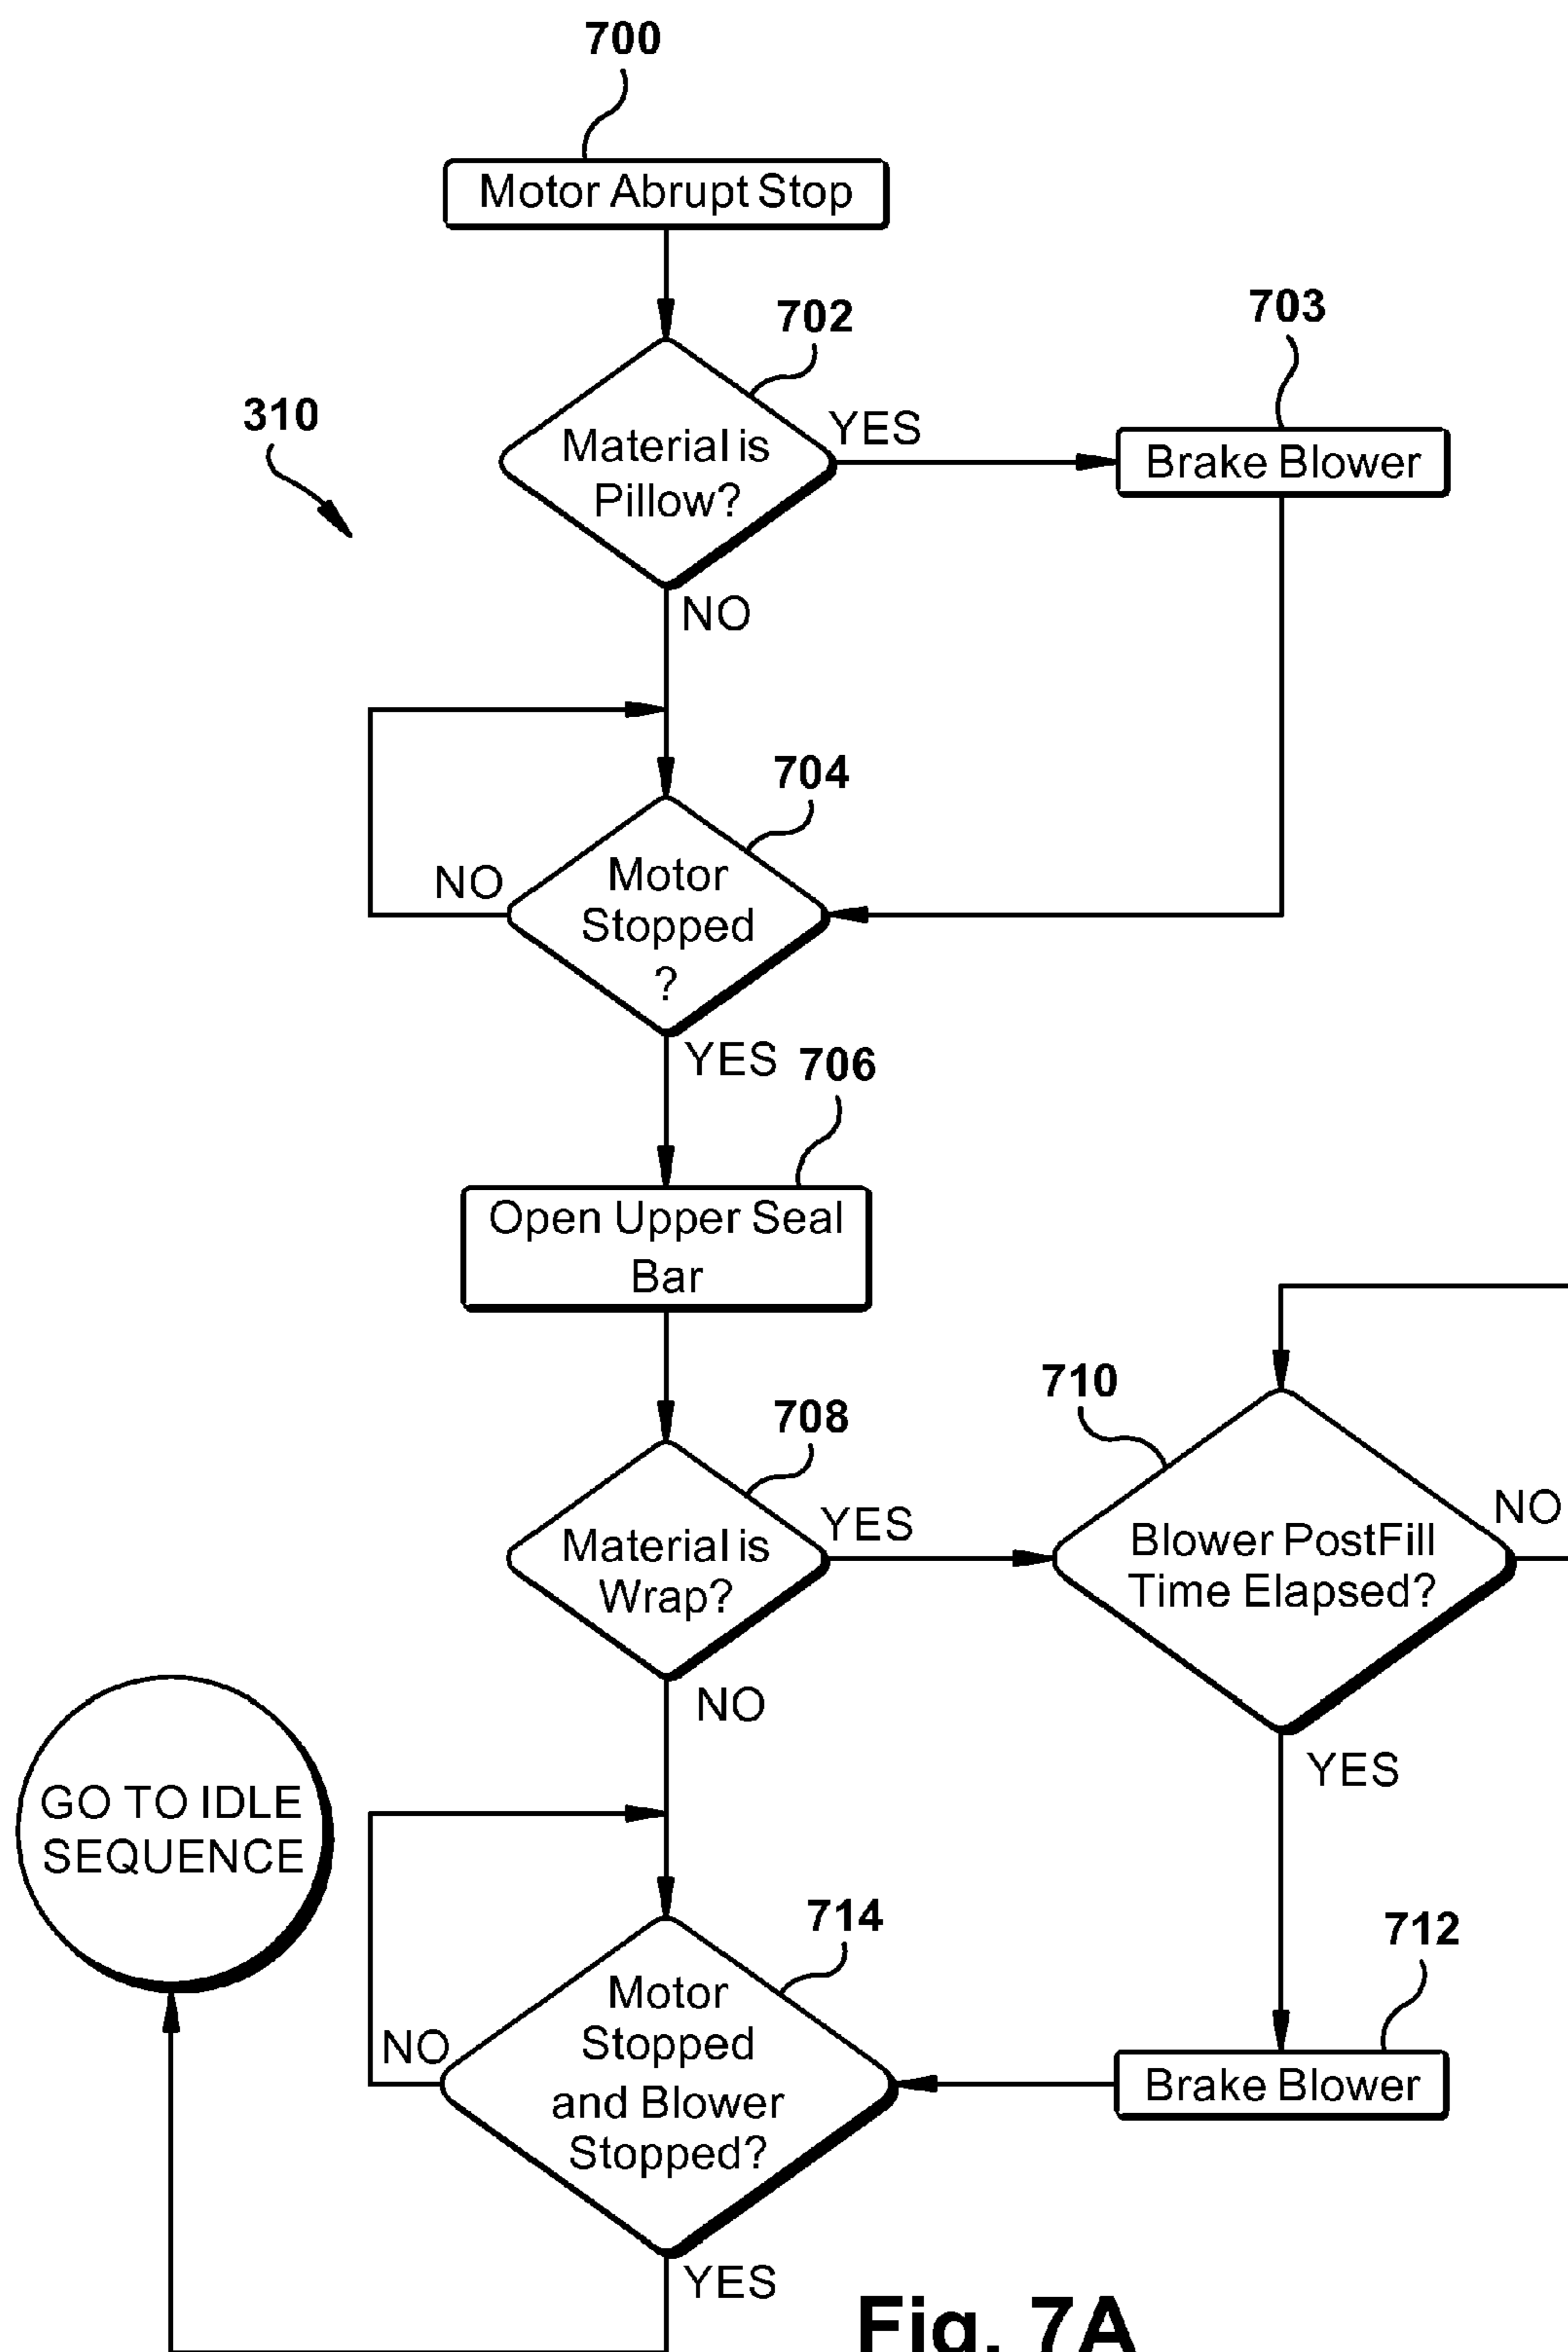 700
Motor Abrupt Stop
702
703
310
YES
Material is
Pillow?
Brake Blower
NO
704
NO
Motor
Stopped
?
YES
706
Open Upper Seal
Bar
708
710
YES
NO
Material is
Wrap?
Blower PostFill
Time Elapsed?
NO
YES
GO TO IDLE
SEQUENCE
714
712
NO
Motor
Stopped
and Blower
Stopped?
Brake Blower
YES
Fig. 7A